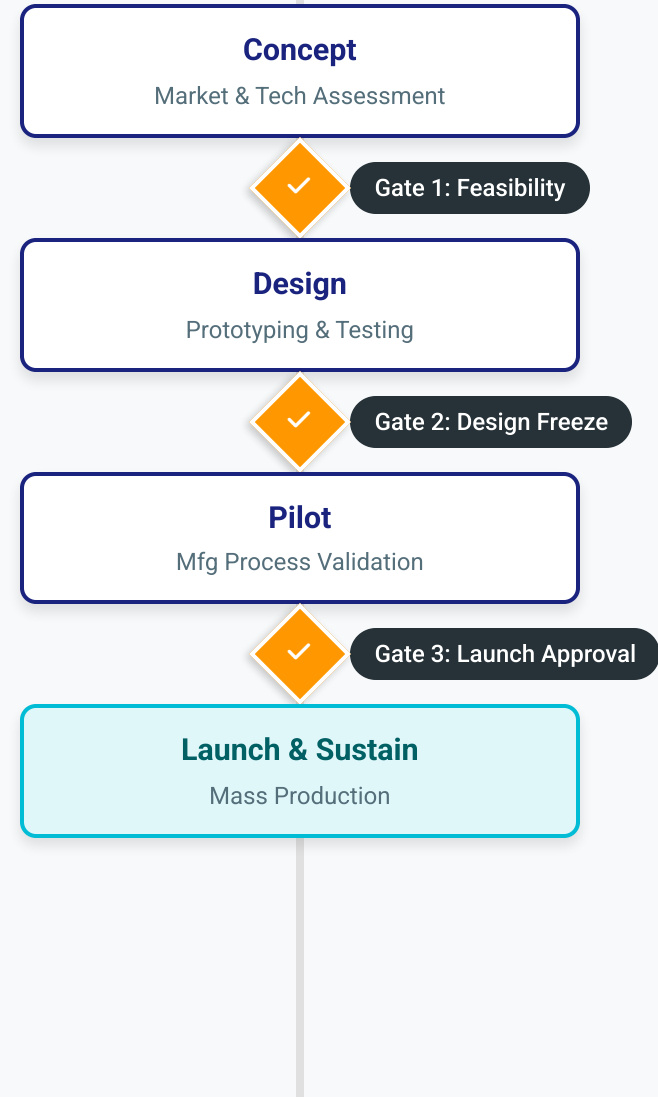 Concept
Market & Tech Assessment
Gate 1: Feasibility
Design
Prototyping & Testing
Gate 2: Design Freeze
Pilot
Mfg Process Validation
Gate 3: Launch Approval
Launch & Sustain
Mass Production